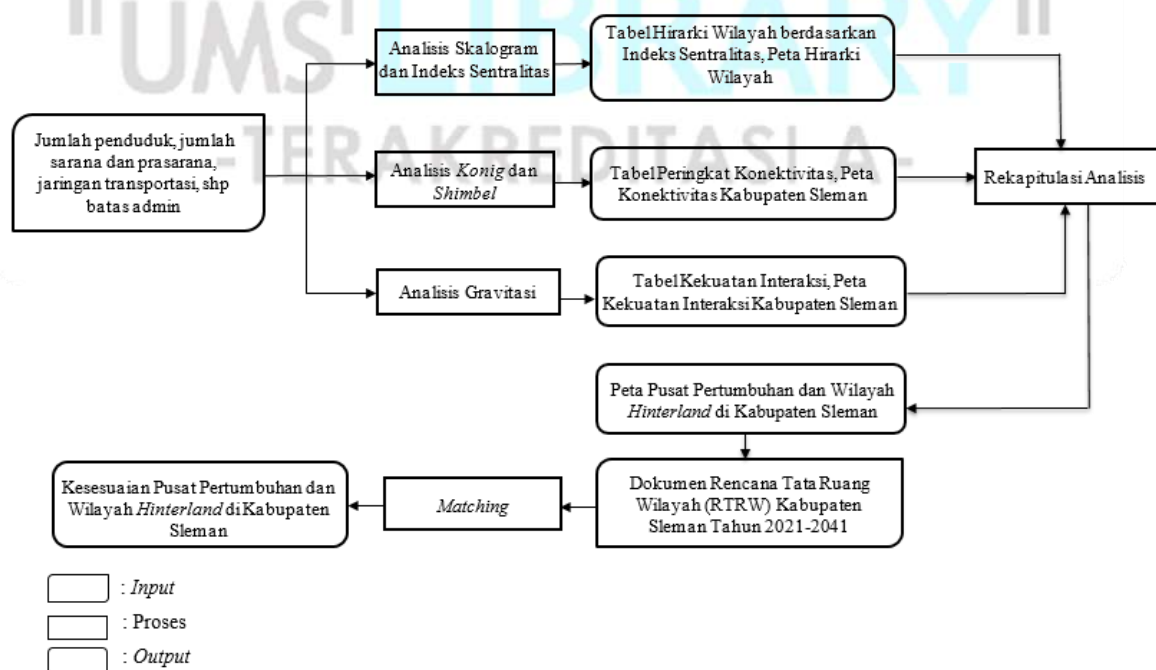 "UMS LIBRARY"
-TERAKREDITASI A-
Jumlah penduduk, jumlah
sarana dan prasarana,
jaringan transportasi, shp
batas admin
Analisis Skalogram
dan Indeks Sentralitas
Tabel Hirarki Wilayah berdasarkan
Indeks Sentralitas, Peta Hirarki
Wilayah
Analisis Konig dan
Shimbel
Tabel Peringkat Konektivitas, Peta
Konektivitas Kabupaten Sleman
Rekapitulasi Analisis
Analisis Gravitasi
Tabel Kekuatan Interaksi, Peta
Kekuatan Interaksi Kabupaten Sleman
Peta Pusat Pertumbuhan dan Wilayah
Hinterland di Kabupaten Sleman
Dokumen Rencana Tata Ruang
Wilayah (RTRW) Kabupaten
Sleman Tahun 2021-2041
Matching
Kesesuaian Pusat Pertumbuhan dan
Wilayah Hinterland di Kabupaten
Sleman
: Input
: Proses
: Output